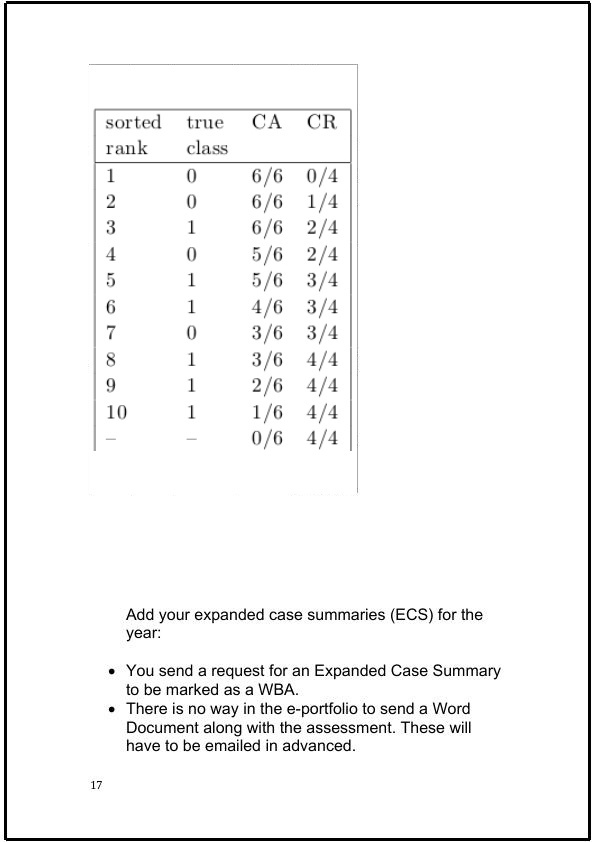 sorted true CA CR
rank class
1 0 6/6 0/4
2 0 6/6 1/4
3 1 6/6 2/4
4 0 5/6 2/4
5 1 5/6 3/4
6 1 4/6 3/4
7 0 3/6 3/4
8 1 3/6 4/4
9 1 2/6 4/4
10 1 1/6 4/4
– – 0/6 4/4
Add your expanded case summaries (ECS) for the
year:
• You send a request for an Expanded Case Summary
to be marked as a WBA.
• There is no way in the e-portfolio to send a Word
Document along with the assessment. These will
have to be emailed in advanced.
17